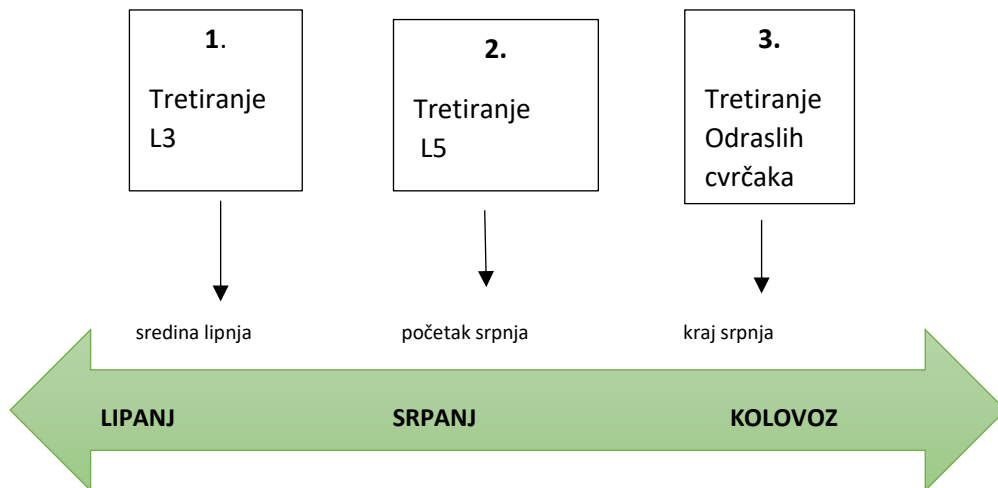 1.
Tretiranje
L3
2.
Tretiranje
L5
3.
Tretiranje
Odraslih
cvrčaka
sredina lipnja
početak srpnja
kraj srpnja
LIPANJ
SRPANJ
KOLOVOZ